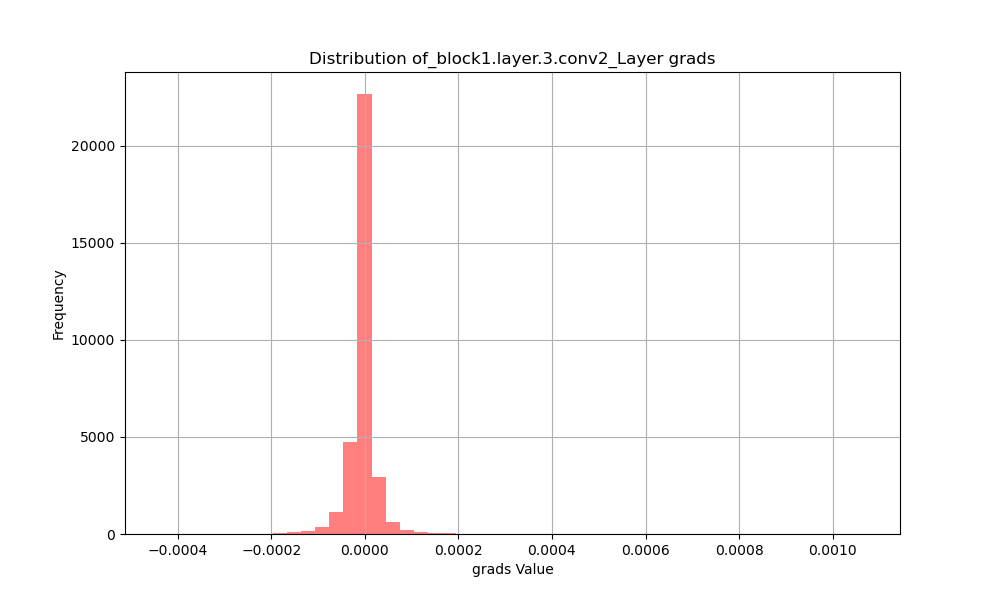 Distribution of_block1.layer.3.conv2_Layer grads
Frequency
20000
15000
10000
5000
0
−0.0004 −0.0002 0.0000 0.0002 0.0004 0.0006 0.0008 0.0010
grads Value